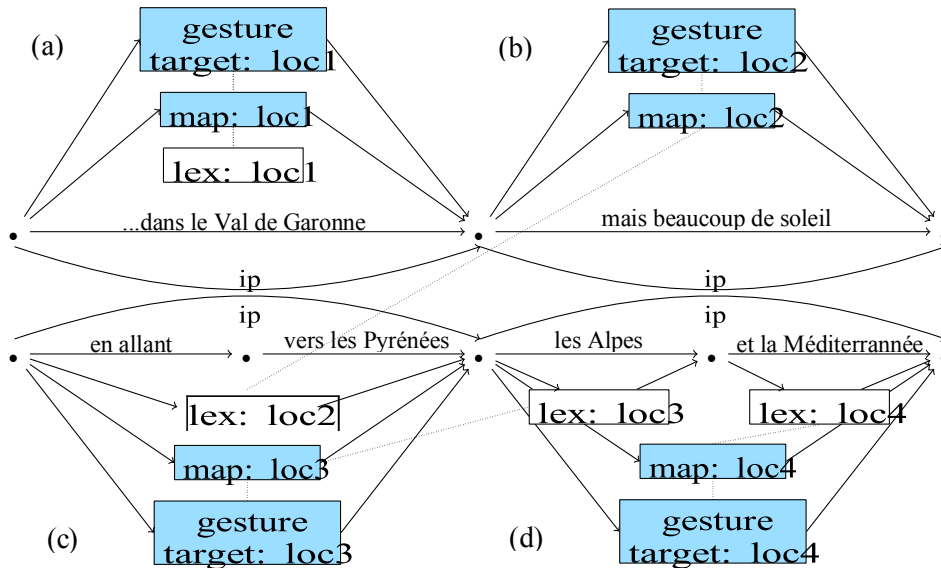 (a)
gesture
target: loc1
map: loc1
lex: loc1
...dans le Val de Garonne
ip
(b)
gesture
target: loc2
map: loc2
mais beaucoup de soleil
ip
ip
en allant
vers les Pyrénées
lex: loc2
map: loc3
gesture
target: loc3
(c)
ip
les Alpes
et la Méditerrannée
lex: loc3
lex: loc4
map: loc4
gesture
target: loc4
(d)